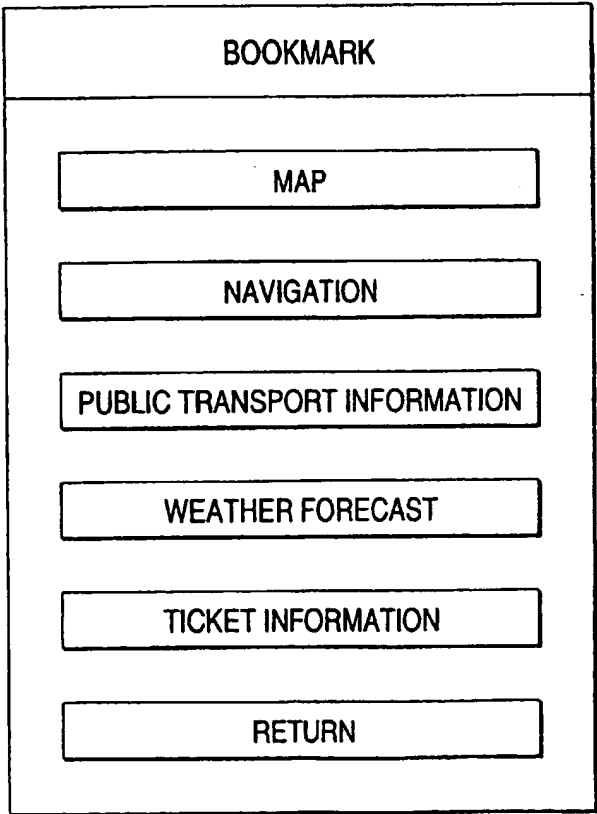 BOOKMARK
MAP
NAVIGATION
PUBLIC TRANSPORT INFORMATION
WEATHER FORECAST
TICKET INFORMATION
RETURN